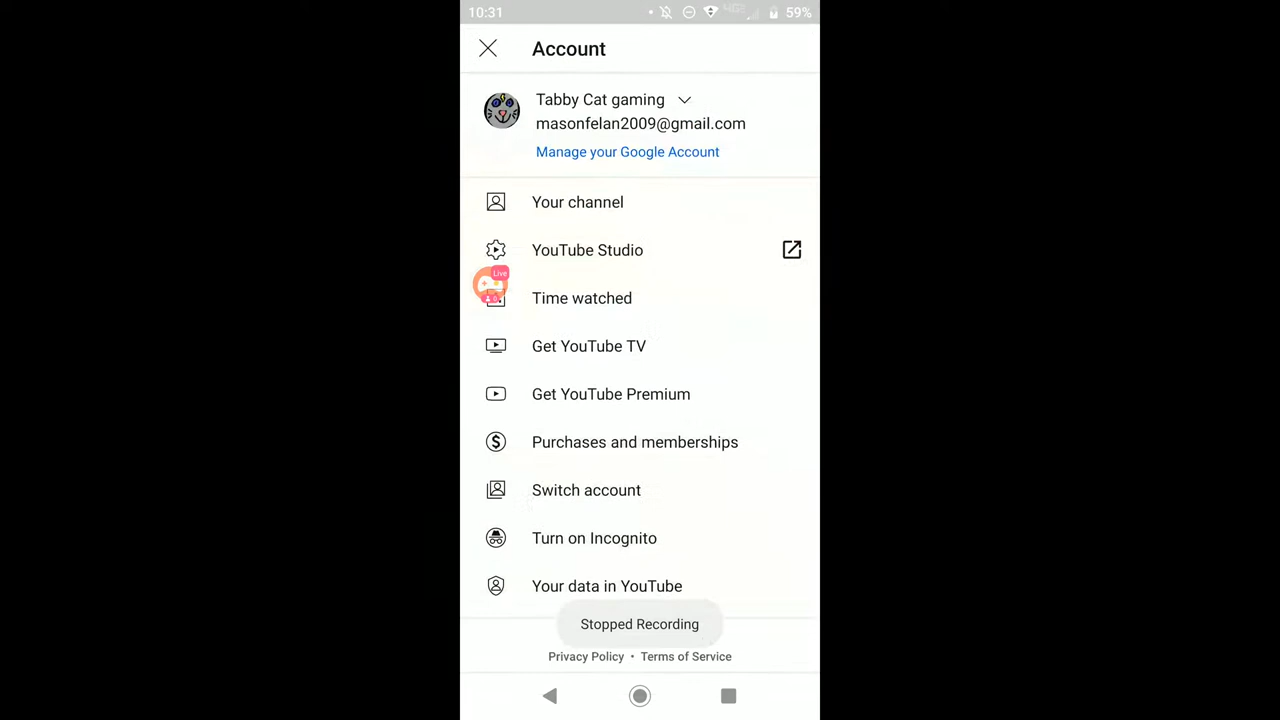 10:31
59%
Account
Tabby Cat gaming
masonfelan2009@gmail.com
Manage your Google Account
Your channel
YouTube Studio
Live
Time watched
Get YouTube TV
Get YouTube Premium
Purchases and memberships
Switch account
Turn on Incognito
Your data in YouTube
Stopped Recording
Privacy Policy • Terms of Service